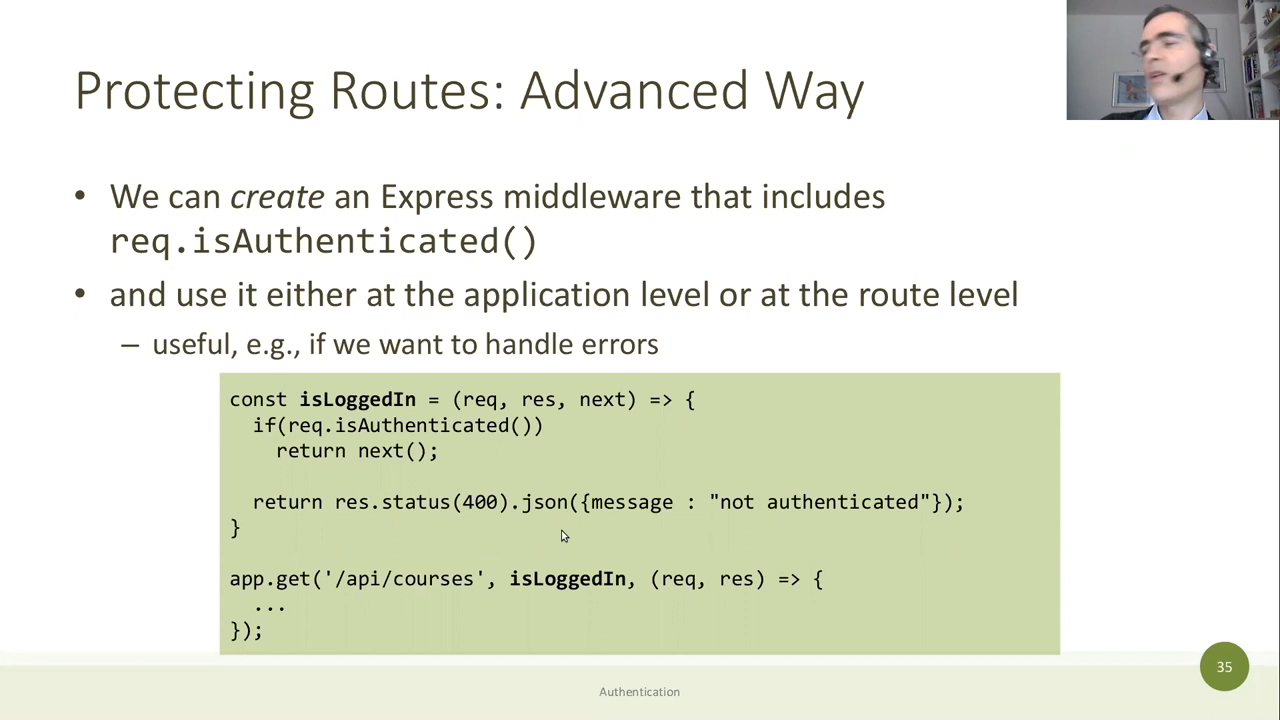 Protecting Routes: Advanced Way
• We can create an Express middleware that includes
req.isAuthenticated()
• and use it either at the application level or at the route level
– useful, e.g., if we want to handle errors
const isLoggedIn = (req, res, next) => {
  if(req.isAuthenticated())
    return next();
  return res.status(400).json({message : "not authenticated"});
}
app.get('/api/courses', isLoggedIn, (req, res) => {
  ...
});
35
Authentication